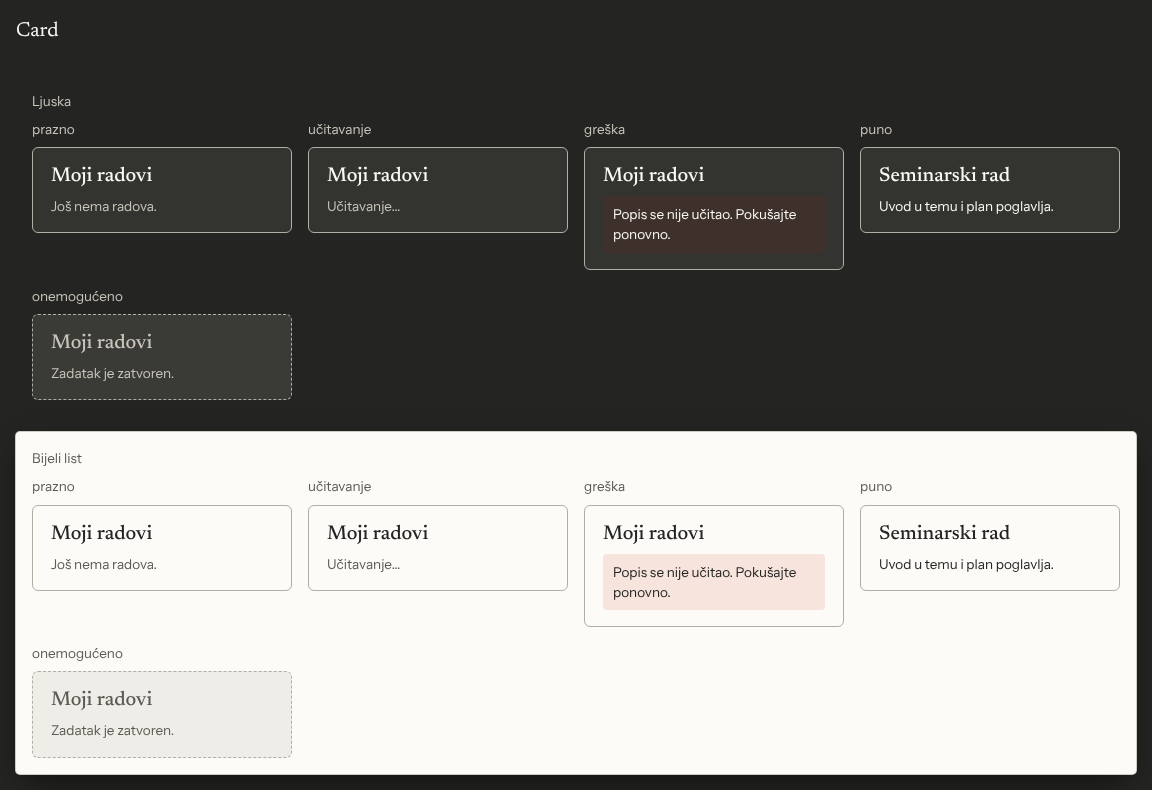 Card
Ljuska
prazno
učitavanje
greška
puno
Moji radovi
Još nema radova.
Moji radovi
Učitavanje...
Moji radovi
Popis se nije učitao. Pokušajte
ponovno.
Seminarski rad
Uvod u temu i plan poglavlja.
onemogućeno
Moji radovi
Zadatak je zatvoren.
Bijeli list
prazno
učitavanje
greška
puno
Moji radovi
Još nema radova.
Moji radovi
Učitavanje...
Moji radovi
Popis se nije učitao. Pokušajte
ponovno.
Seminarski rad
Uvod u temu i plan poglavlja.
onemogućeno
Moji radovi
Zadatak je zatvoren.